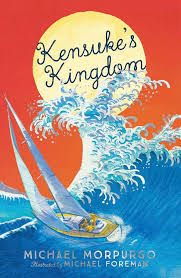 Kensuke's
Kingdom
MICHAEL MORPURGO
Illustrated by MICHAEL FOREMAN